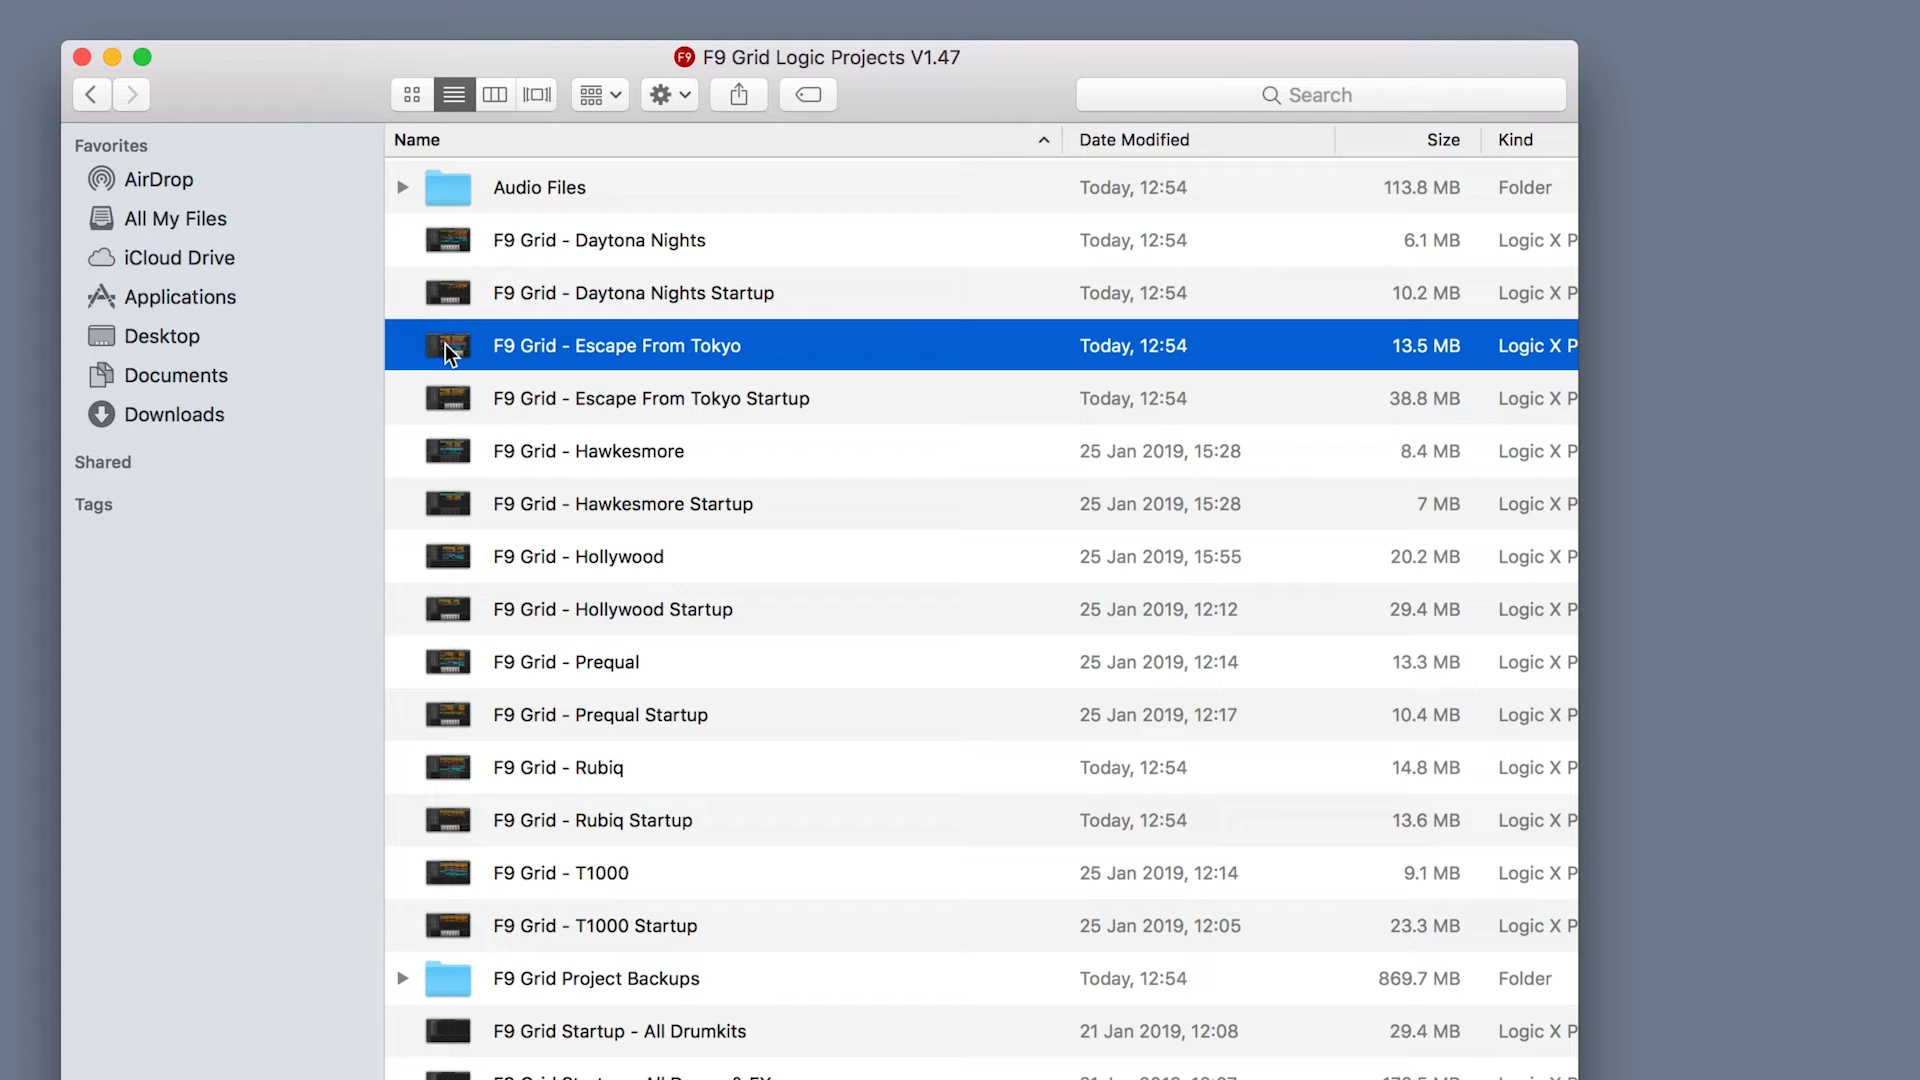 F9 F9 Grid Logic Projects V1.47
Search
Favorites
AirDrop
All My Files
iCloud Drive
Applications
Desktop
Documents
Downloads
Shared
Tags
Name Date Modified Size Kind
Audio Files Today, 12:54 113.8 MB Folder
F9 Grid - Daytona Nights Today, 12:54 6.1 MB Logic X P
F9 Grid - Daytona Nights Startup Today, 12:54 10.2 MB Logic X P
F9 Grid - Escape From Tokyo Today, 12:54 13.5 MB Logic X P
F9 Grid - Escape From Tokyo Startup Today, 12:54 38.8 MB Logic X P
F9 Grid - Hawkesmore 25 Jan 2019, 15:28 8.4 MB Logic X P
F9 Grid - Hawkesmore Startup 25 Jan 2019, 15:28 7 MB Logic X P
F9 Grid - Hollywood 25 Jan 2019, 15:55 20.2 MB Logic X P
F9 Grid - Hollywood Startup 25 Jan 2019, 12:12 29.4 MB Logic X P
F9 Grid - Prequal 25 Jan 2019, 12:14 13.3 MB Logic X P
F9 Grid - Prequal Startup 25 Jan 2019, 12:17 10.4 MB Logic X P
F9 Grid - Rubiq Today, 12:54 14.8 MB Logic X P
F9 Grid - Rubiq Startup Today, 12:54 13.6 MB Logic X P
F9 Grid - T1000 25 Jan 2019, 12:14 9.1 MB Logic X P
F9 Grid - T1000 Startup 25 Jan 2019, 12:05 23.3 MB Logic X P
F9 Grid Project Backups Today, 12:54 869.7 MB Folder
F9 Grid Startup - All Drumkits 21 Jan 2019, 12:08 29.4 MB Logic X P